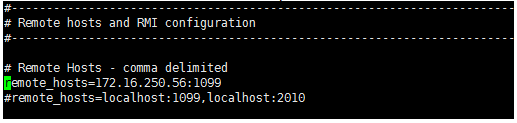 #---------------------------------------------------------------------------
# Remote hosts and RMI configuration
#---------------------------------------------------------------------------
# Remote Hosts - comma delimited
remote_hosts=172.16.250.56:1099
#remote_hosts=localhost:1099,localhost:2010